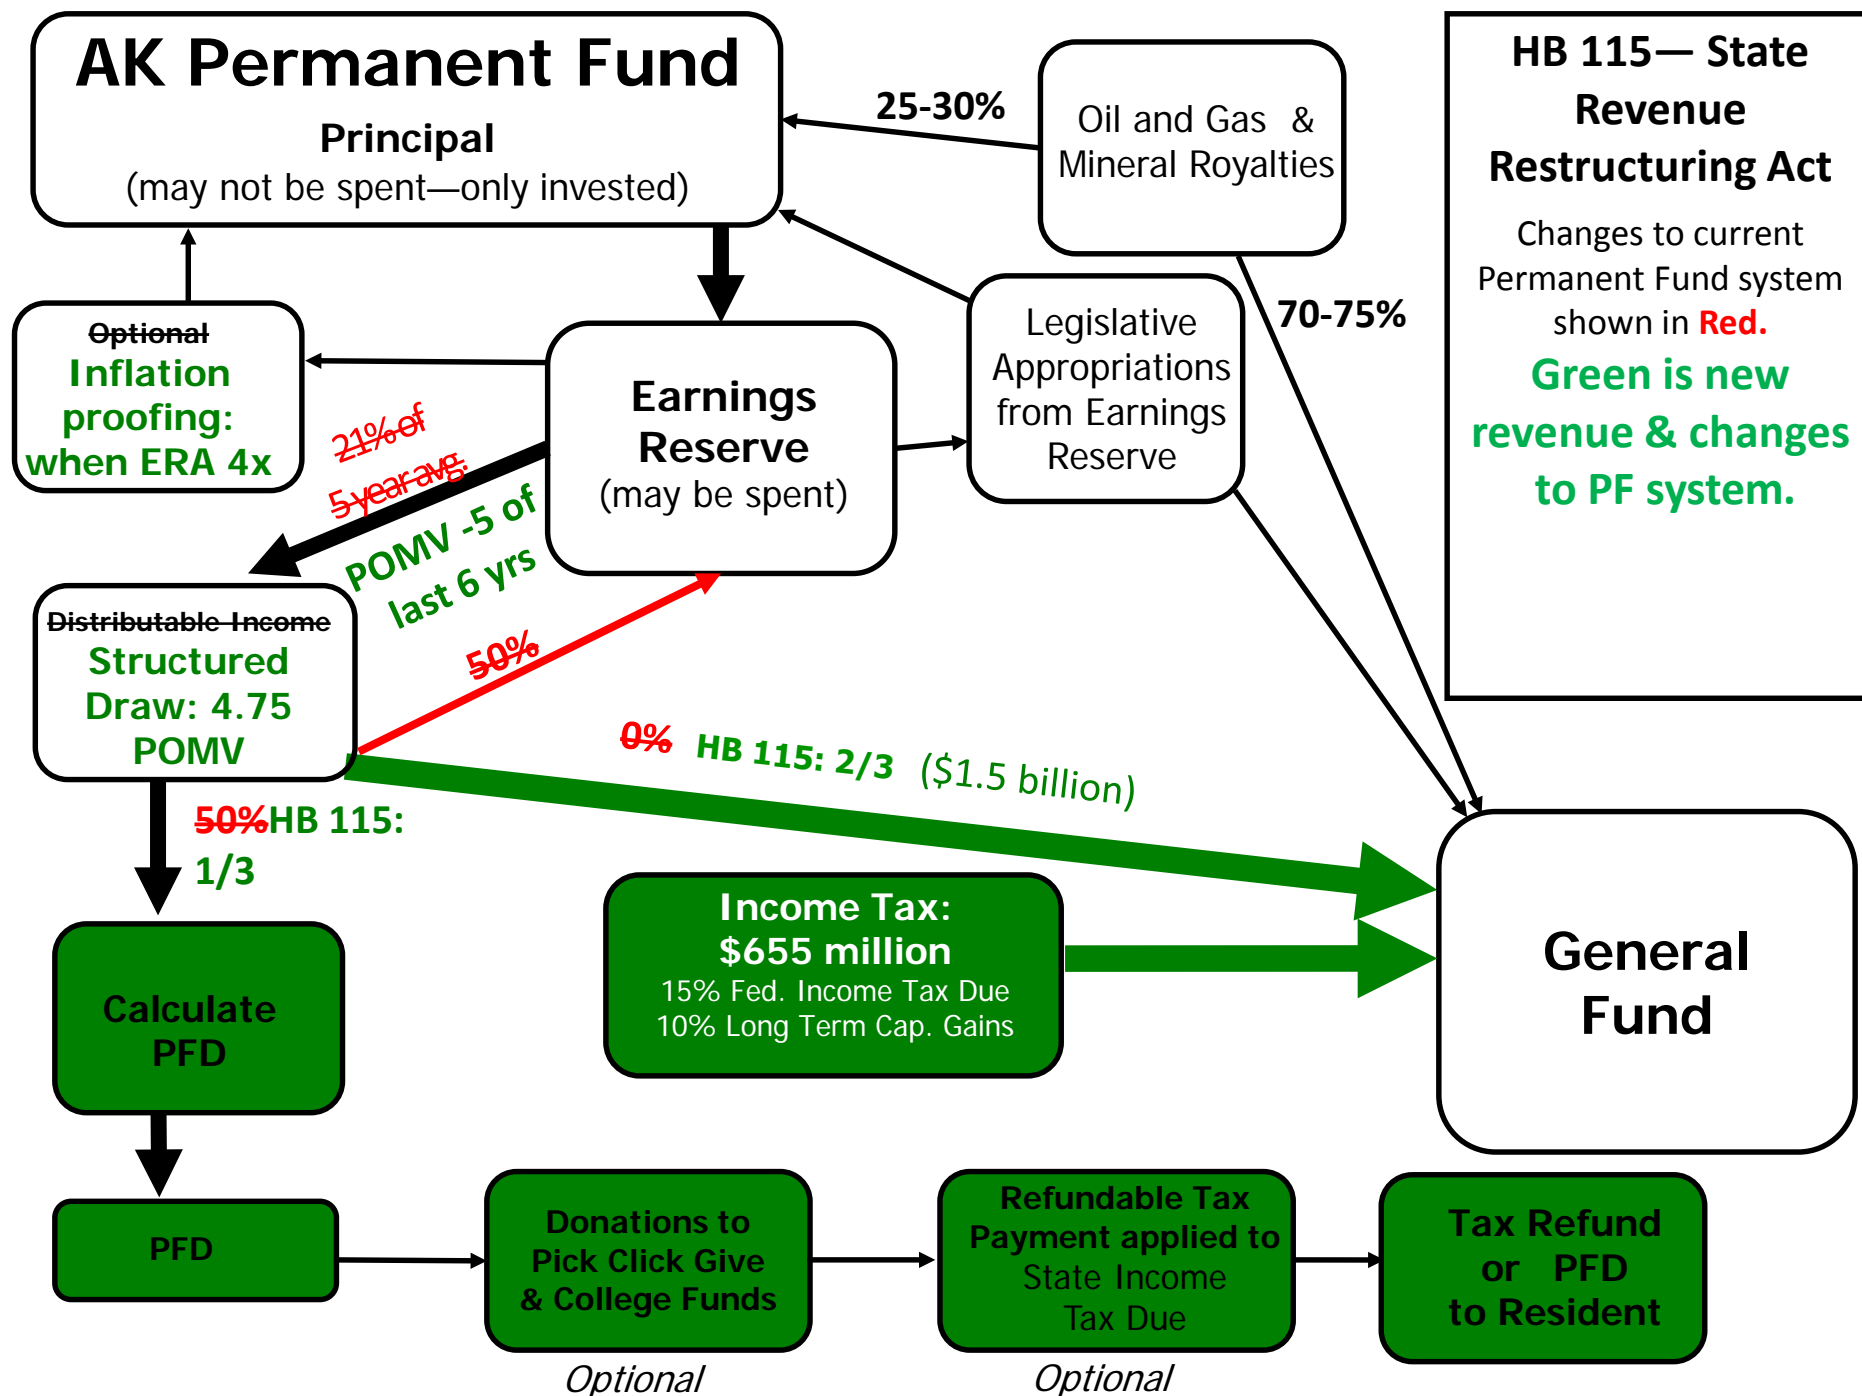 AK Permanent Fund
Principal
(may not be spent—only invested)
25-30%
Oil and Gas &
Mineral Royalties
HB 115— State
Revenue
Restructuring Act
Changes to current
Permanent Fund system
shown in Red.
Green is new
revenue & changes
to PF system.
Optional
Inflation
proofing:
when ERA 4x
21% of
5 year avg.
POMV -5 of
last 6 yrs
Earnings
Reserve
(may be spent)
Legislative
Appropriations
from Earnings
Reserve
70-75%
Distributable Income
Structured
Draw: 4.75
POMV
50%
0% HB 115: 2/3 ($1.5 billion)
50%HB 115:
1/3
Income Tax:
$655 million
15% Fed. Income Tax Due
10% Long Term Cap. Gains
General
Fund
Calculate
PFD
PFD
Donations to
Pick Click Give
& College Funds
Optional
Refundable Tax
Payment applied to
State Income
Tax Due
Optional
Tax Refund
or PFD
to Resident